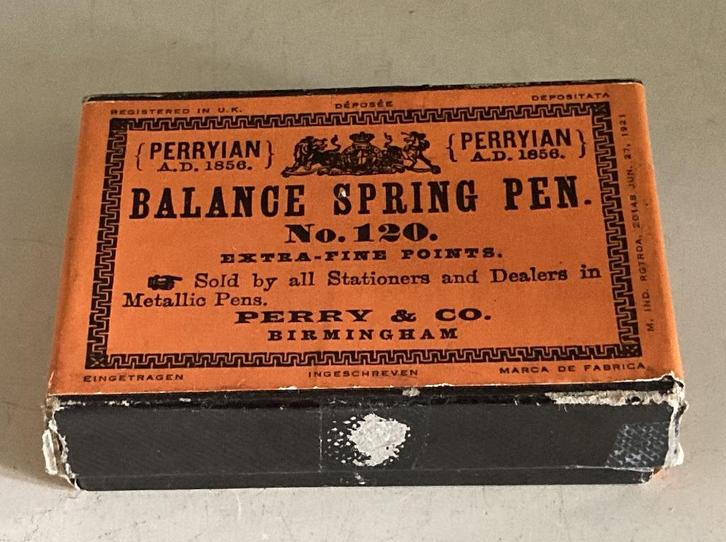 REGISTERED IN U.K. DÉPOSÉE DEPOSITATA
{PERRYIAN A.D. 1856.}
{PERRYIAN A.D. 1856.}
BALANCE SPRING PEN.
No. 120.
EXTRA-FINE POINTS.
Sold by all Stationers and Dealers in
Metallic Pens.
PERRY & CO.
BIRMINGHAM
EINGETRAGEN INGESCHREVEN MARCA DE FABRICA
M. IND. RGTRDA. 20148 JUN. 27, 1921